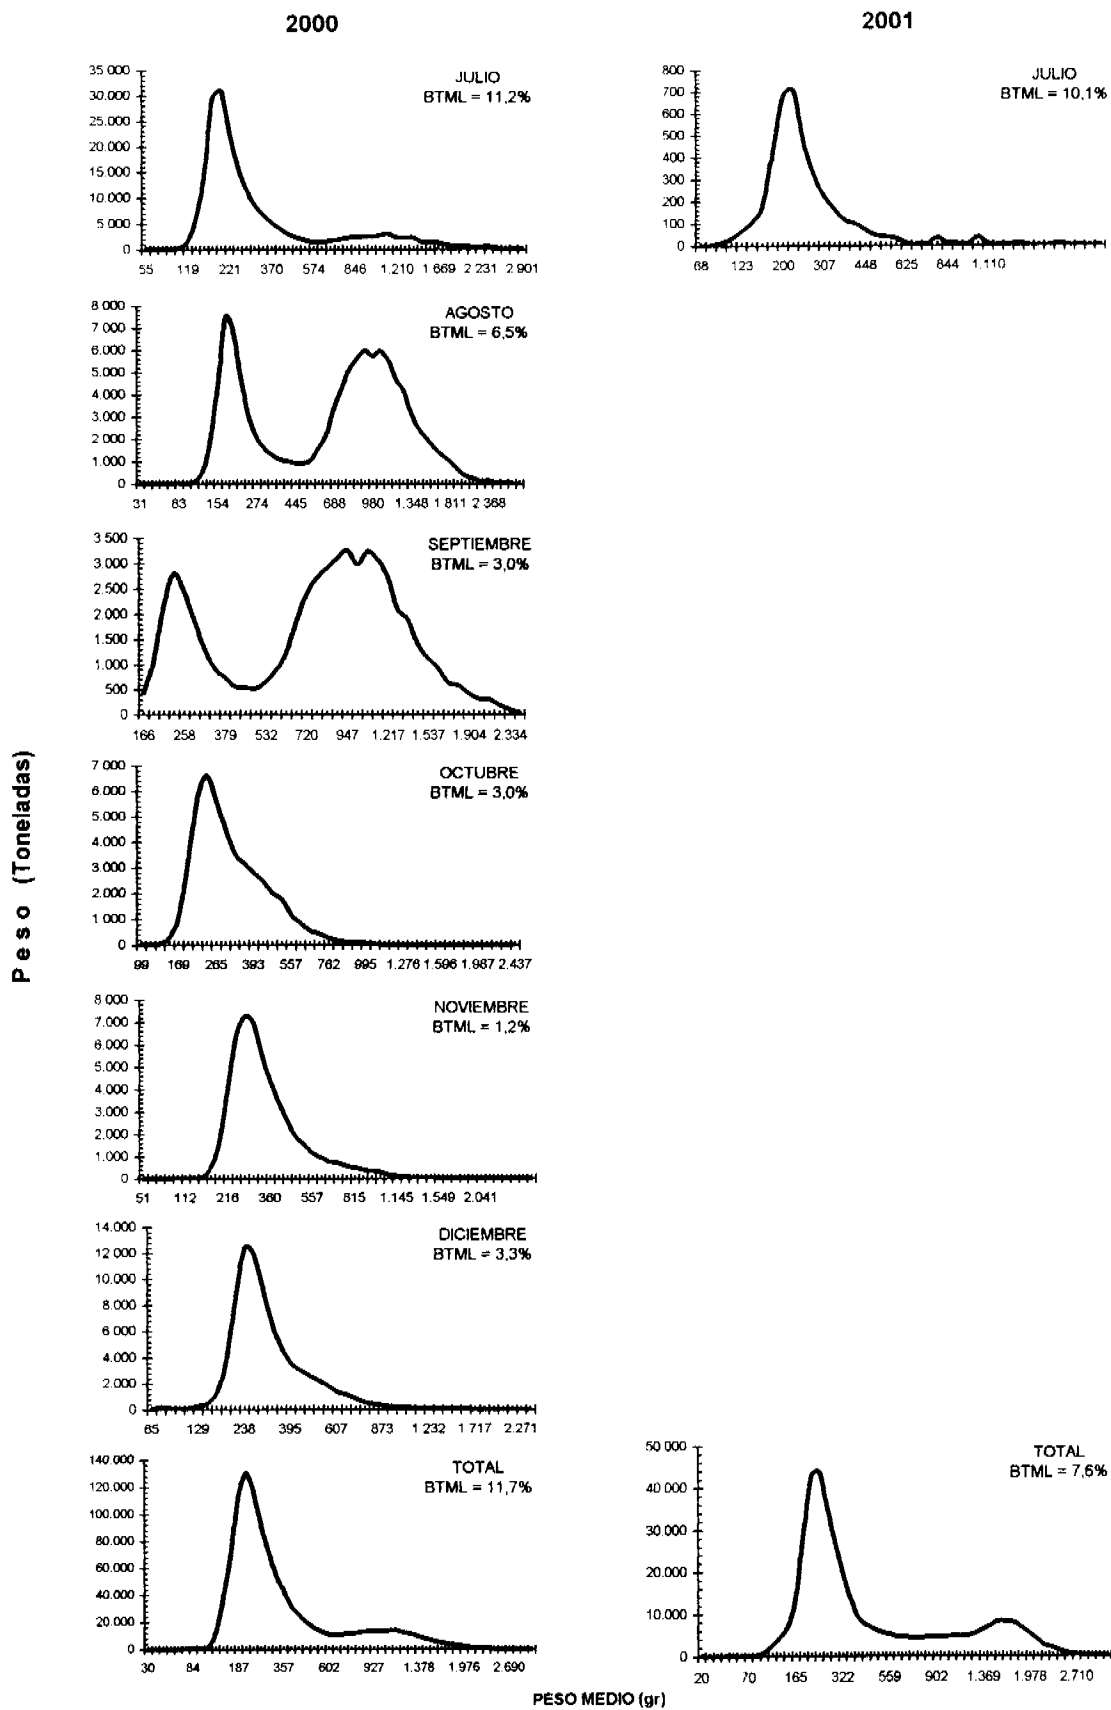 2000
2001
JULIO
BTML = 11,2%
35 000
30.000
25 000
20 000
15 000
10 000
5 000
0
55 119 221 370 574 846 1.210 1 669 2 231 2 901
JULIO
BTML = 10,1%
800
700
600
500
400
300
200
100
0
68 123 200 307 448 625 844 1.110
AGOSTO
BTML = 6,5%
8 000
7 000
6 000
5 000
4 000
3 000
2 000
1.000
0
31 83 154 274 445 688 980 1.348 1 811 2 368
SEPTIEMBRE
BTML = 3,0%
3 500
3 000
2.500
2 000
1.500
1.000
500
0
166 258 379 532 720 947 1.217 1.537 1.904 2.334
OCTUBRE
BTML = 3,0%
7 000
6 000
5 000
4 000
3 000
2 000
1 000
0
99 169 265 393 557 762 995 1.276 1.596 1.987 2.437
NOVIEMBRE
BTML = 1,2%
8 000
7.000
6 000
5 000
4 000
3 000
2.000
1.000
0
51 112 216 360 557 815 1.145 1.549 2.041
DICIEMBRE
BTML = 3,3%
14.000
12 000
10 000
8 000
6 000
4.000
2 000
0
65 129 238 395 607 873 1 232 1 717 2.271
TOTAL
BTML = 11,7%
140.000
120.000
100.000
80.000
60.000
40 000
20 000
0
30 84 187 357 602 927 1.378 1.976 2.690
TOTAL
BTML = 7,6%
50 000
40 000
30 000
20 000
10.000
0
20 70 165 322 559 902 1.369 1.978 2.710
Peso (Toneladas)
PESO MEDIO (gr)